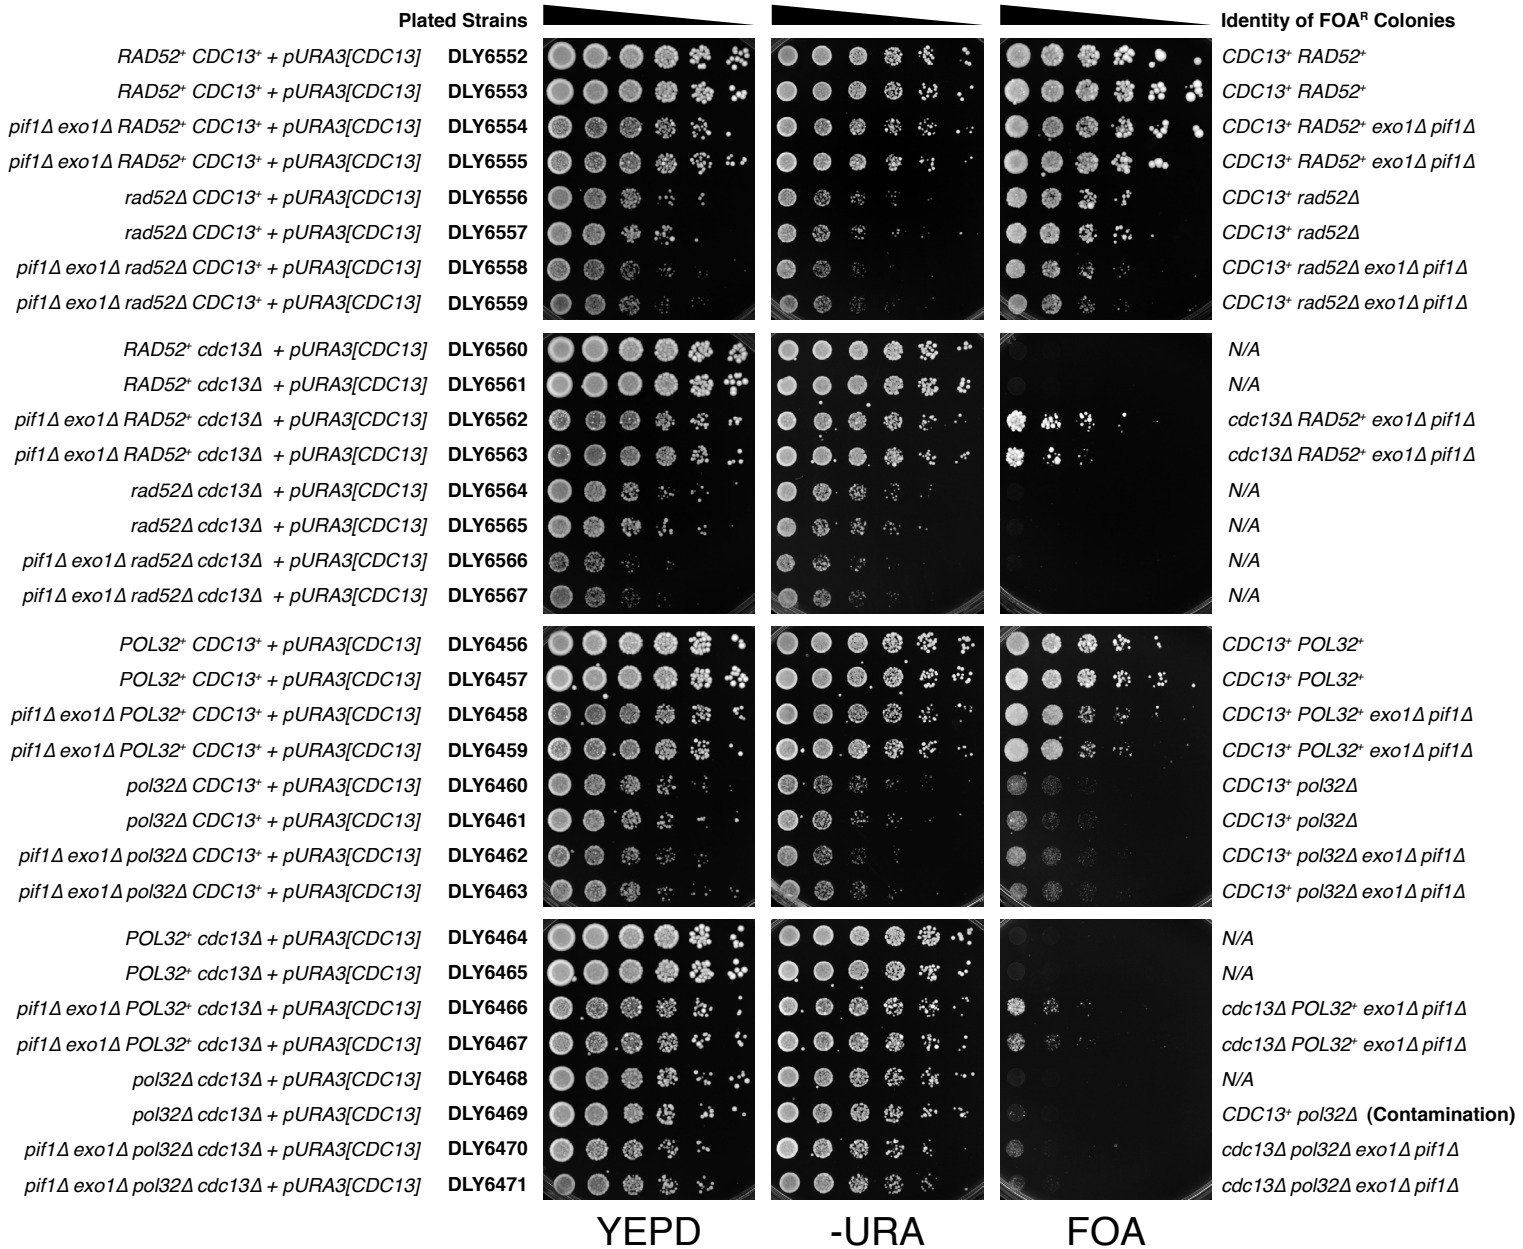 Plated Strains Identity of FOAᴿ Colonies
RAD52⁺ CDC13⁺ + pURA3[CDC13] DLY6552 CDC13⁺ RAD52⁺
RAD52⁺ CDC13⁺ + pURA3[CDC13] DLY6553 CDC13⁺ RAD52⁺
pif1Δ exo1Δ RAD52⁺ CDC13⁺ + pURA3[CDC13] DLY6554 CDC13⁺ RAD52⁺ exo1Δ pif1Δ
pif1Δ exo1Δ RAD52⁺ CDC13⁺ + pURA3[CDC13] DLY6555 CDC13⁺ RAD52⁺ exo1Δ pif1Δ
rad52Δ CDC13⁺ + pURA3[CDC13] DLY6556 CDC13⁺ rad52Δ
rad52Δ CDC13⁺ + pURA3[CDC13] DLY6557 CDC13⁺ rad52Δ
pif1Δ exo1Δ rad52Δ CDC13⁺ + pURA3[CDC13] DLY6558 CDC13⁺ rad52Δ exo1Δ pif1Δ
pif1Δ exo1Δ rad52Δ CDC13⁺ + pURA3[CDC13] DLY6559 CDC13⁺ rad52Δ exo1Δ pif1Δ
RAD52⁺ cdc13Δ + pURA3[CDC13] DLY6560 N/A
RAD52⁺ cdc13Δ + pURA3[CDC13] DLY6561 N/A
pif1Δ exo1Δ RAD52⁺ cdc13Δ + pURA3[CDC13] DLY6562 cdc13Δ RAD52⁺ exo1Δ pif1Δ
pif1Δ exo1Δ RAD52⁺ cdc13Δ + pURA3[CDC13] DLY6563 cdc13Δ RAD52⁺ exo1Δ pif1Δ
rad52Δ cdc13Δ + pURA3[CDC13] DLY6564 N/A
rad52Δ cdc13Δ + pURA3[CDC13] DLY6565 N/A
pif1Δ exo1Δ rad52Δ cdc13Δ + pURA3[CDC13] DLY6566 N/A
pif1Δ exo1Δ rad52Δ cdc13Δ + pURA3[CDC13] DLY6567 N/A
POL32⁺ CDC13⁺ + pURA3[CDC13] DLY6456 CDC13⁺ POL32⁺
POL32⁺ CDC13⁺ + pURA3[CDC13] DLY6457 CDC13⁺ POL32⁺
pif1Δ exo1Δ POL32⁺ CDC13⁺ + pURA3[CDC13] DLY6458 CDC13⁺ POL32⁺ exo1Δ pif1Δ
pif1Δ exo1Δ POL32⁺ CDC13⁺ + pURA3[CDC13] DLY6459 CDC13⁺ POL32⁺ exo1Δ pif1Δ
pol32Δ CDC13⁺ + pURA3[CDC13] DLY6460 CDC13⁺ pol32Δ
pol32Δ CDC13⁺ + pURA3[CDC13] DLY6461 CDC13⁺ pol32Δ
pif1Δ exo1Δ pol32Δ CDC13⁺ + pURA3[CDC13] DLY6462 CDC13⁺ pol32Δ exo1Δ pif1Δ
pif1Δ exo1Δ pol32Δ CDC13⁺ + pURA3[CDC13] DLY6463 CDC13⁺ pol32Δ exo1Δ pif1Δ
POL32⁺ cdc13Δ + pURA3[CDC13] DLY6464 N/A
POL32⁺ cdc13Δ + pURA3[CDC13] DLY6465 N/A
pif1Δ exo1Δ POL32⁺ cdc13Δ + pURA3[CDC13] DLY6466 cdc13Δ POL32⁺ exo1Δ pif1Δ
pif1Δ exo1Δ POL32⁺ cdc13Δ + pURA3[CDC13] DLY6467 cdc13Δ POL32⁺ exo1Δ pif1Δ
pol32Δ cdc13Δ + pURA3[CDC13] DLY6468 N/A
pol32Δ cdc13Δ + pURA3[CDC13] DLY6469 CDC13⁺ pol32Δ (Contamination)
pif1Δ exo1Δ pol32Δ cdc13Δ + pURA3[CDC13] DLY6470 cdc13Δ pol32Δ exo1Δ pif1Δ
pif1Δ exo1Δ pol32Δ cdc13Δ + pURA3[CDC13] DLY6471 cdc13Δ pol32Δ exo1Δ pif1Δ
YEPD -URA FOA